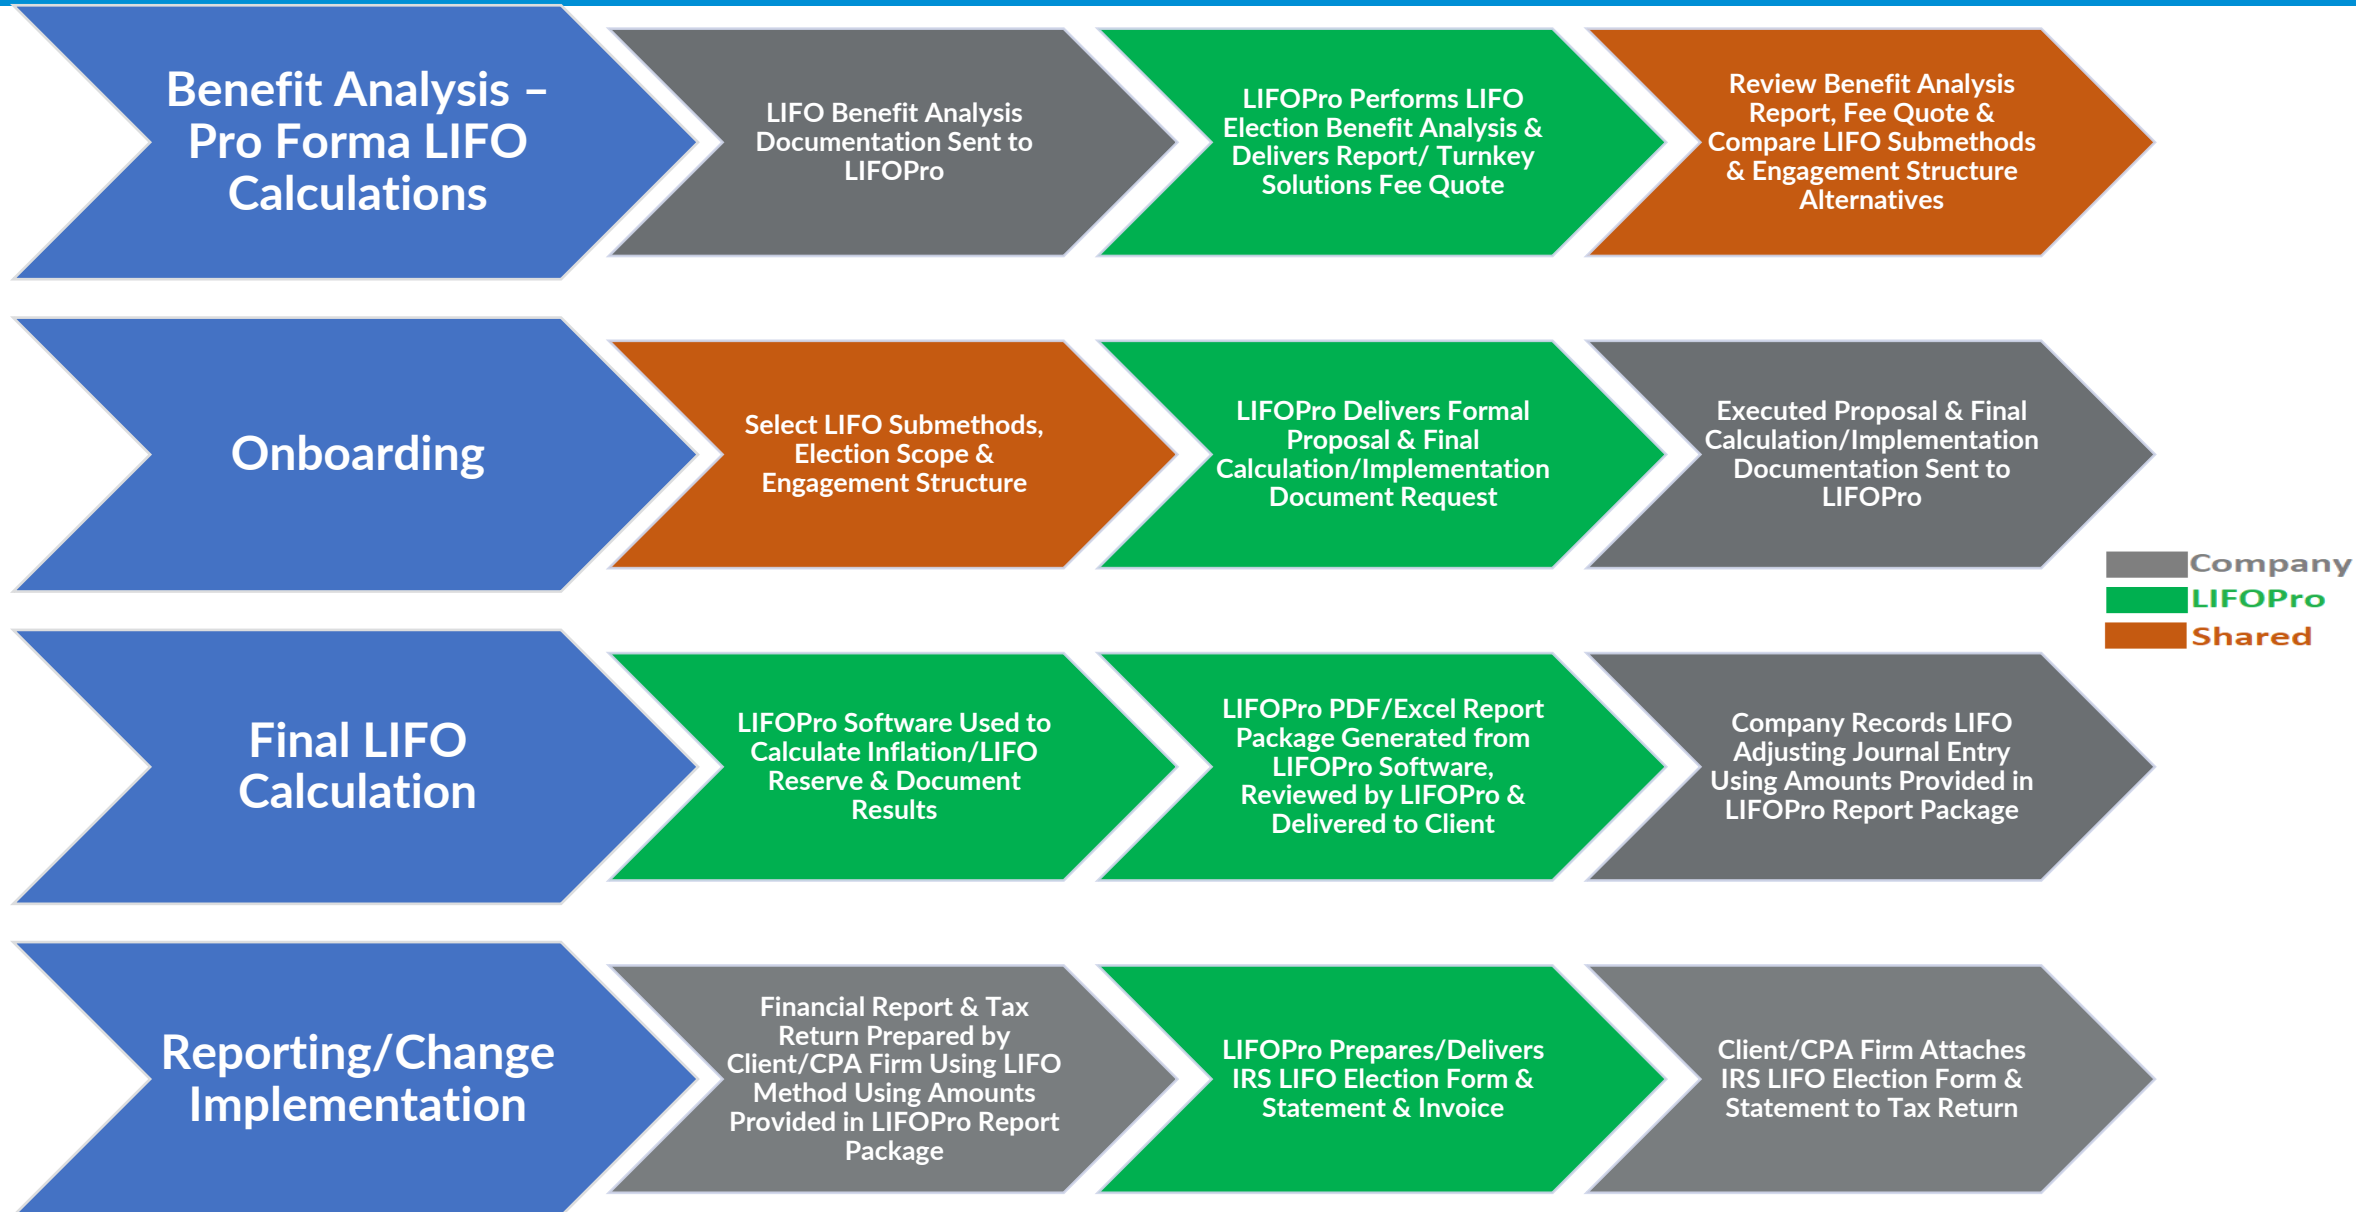 Benefit Analysis –
Pro Forma LIFO
Calculations
LIFO Benefit Analysis
Documentation Sent to
LIFOPro
LIFOPro Performs LIFO
Election Benefit Analysis &
Delivers Report/ Turnkey
Solutions Fee Quote
Review Benefit Analysis
Report, Fee Quote &
Compare LIFO Submethods
& Engagement Structure
Alternatives
Onboarding
Select LIFO Submethods,
Election Scope &
Engagement Structure
LIFOPro Delivers Formal
Proposal & Final
Calculation/Implementation
Document Request
Executed Proposal & Final
Calculation/Implementation
Documentation Sent to
LIFOPro
Company
LIFOPro
Shared
Final LIFO
Calculation
LIFOPro Software Used to
Calculate Inflation/LIFO
Reserve & Document
Results
LIFOPro PDF/Excel Report
Package Generated from
LIFOPro Software,
Reviewed by LIFOPro &
Delivered to Client
Company Records LIFO
Adjusting Journal Entry
Using Amounts Provided in
LIFOPro Report Package
Reporting/Change
Implementation
Financial Report & Tax
Return Prepared by
Client/CPA Firm Using LIFO
Method Using Amounts
Provided in LIFOPro Report
Package
LIFOPro Prepares/Delivers
IRS LIFO Election Form &
Statement & Invoice
Client/CPA Firm Attaches
IRS LIFO Election Form &
Statement to Tax Return